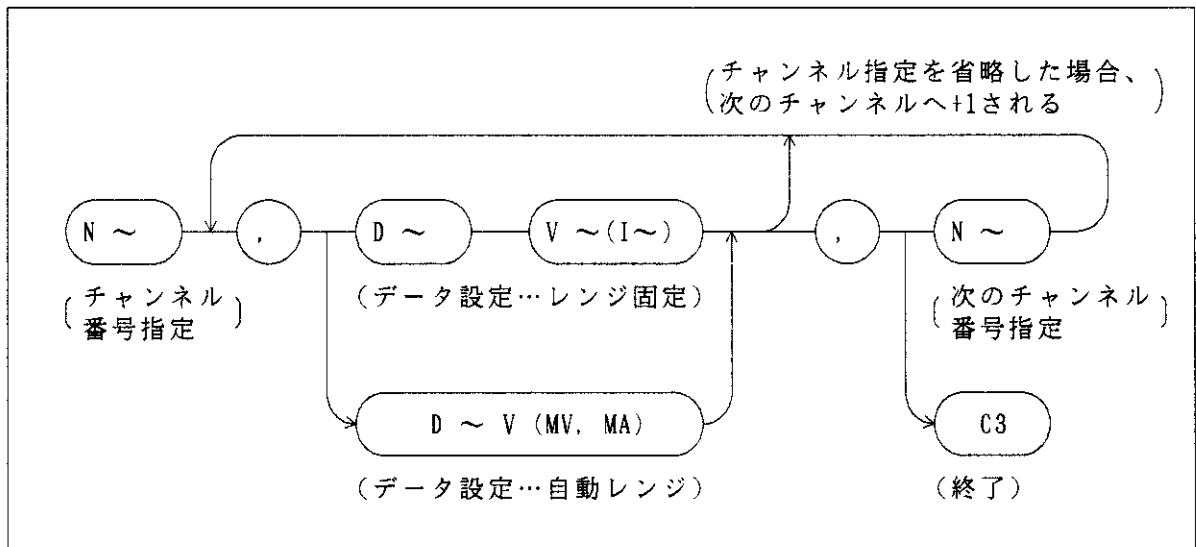 (チャンネル指定を省略した場合、
次のチャンネルへ+1される)
N ～
,
D ～
V ～(I～)
,
N ～
(チャンネル
番号指定)
(データ設定…レンジ固定)
(次のチャンネル
番号指定)
D ～ V (MV, MA)
C3
(データ設定…自動レンジ)
(終了)